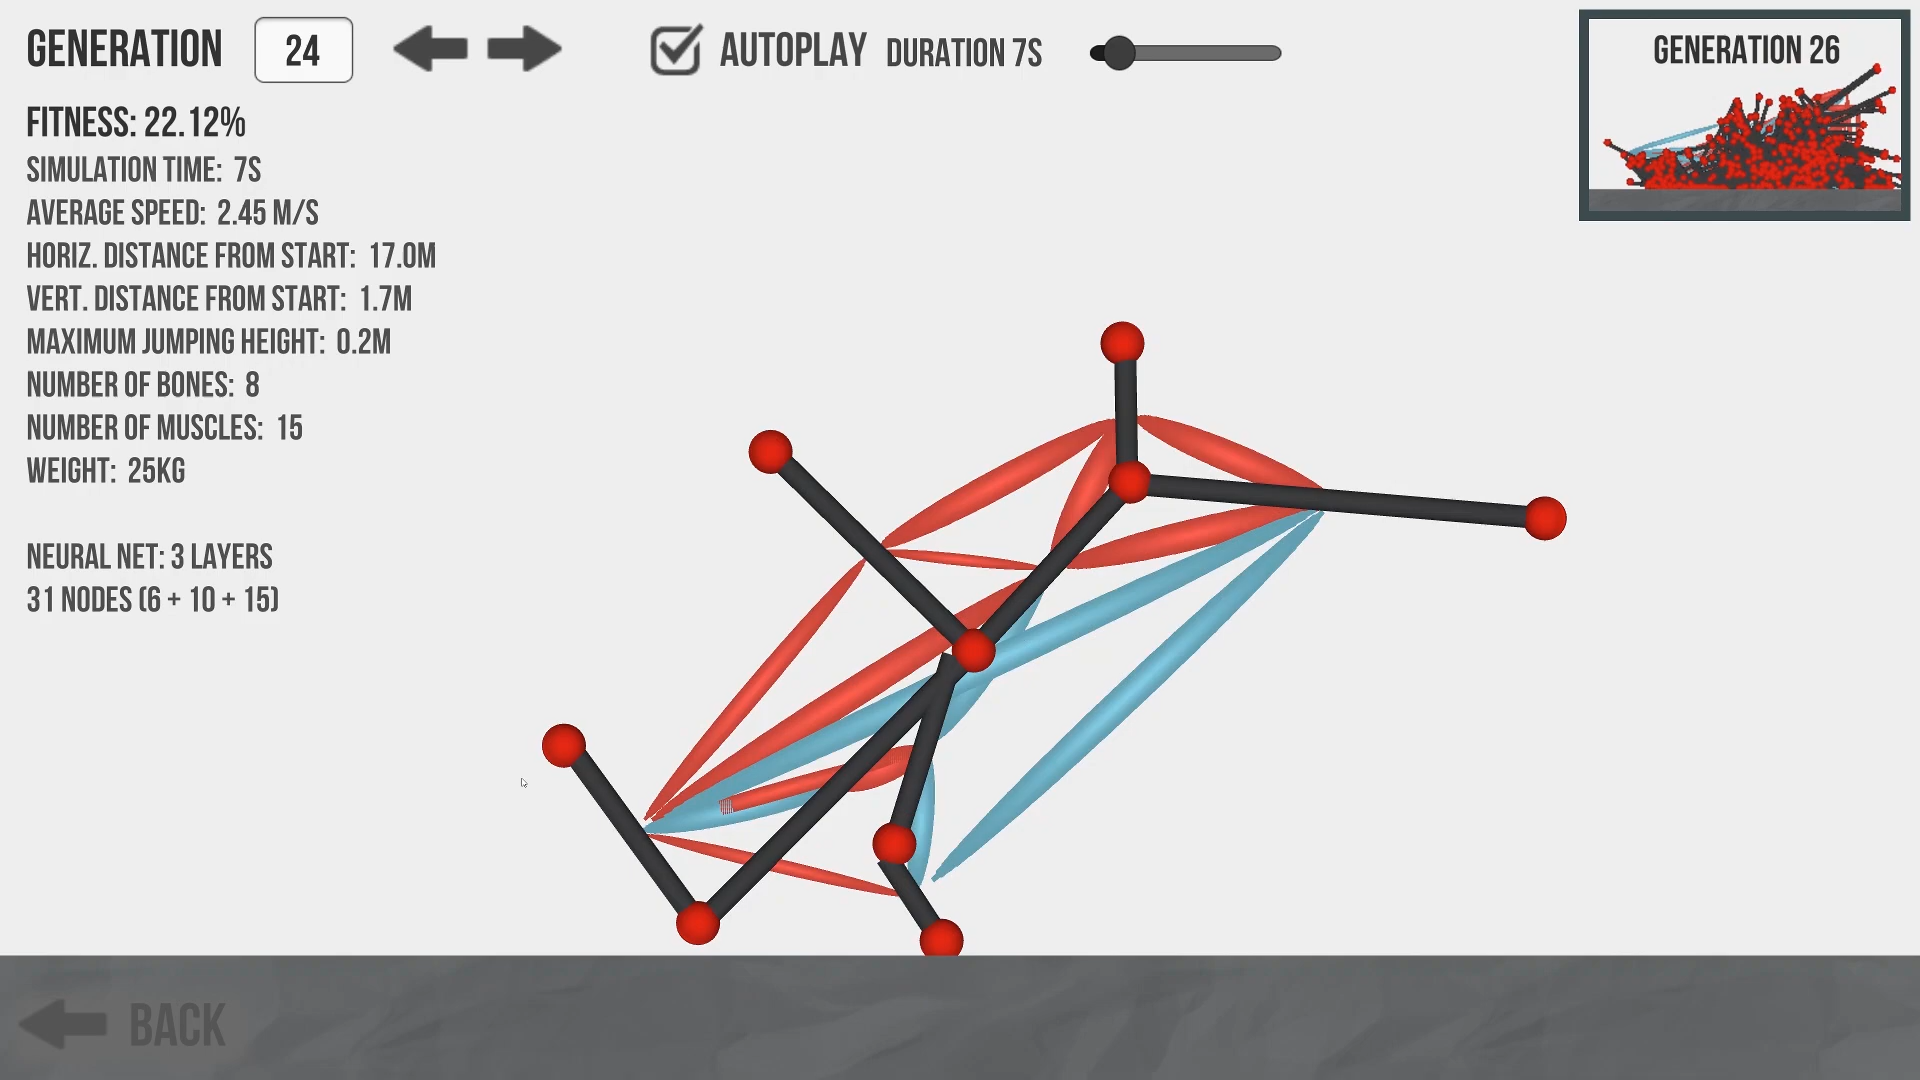 GENERATION 24
AUTOPLAY DURATION 7S
GENERATION 26
FITNESS: 22.12%
SIMULATION TIME: 7S
AVERAGE SPEED: 2.45 M/S
HORIZ. DISTANCE FROM START: 17.0M
VERT. DISTANCE FROM START: 1.7M
MAXIMUM JUMPING HEIGHT: 0.2M
NUMBER OF BONES: 8
NUMBER OF MUSCLES: 15
WEIGHT: 25KG
NEURAL NET: 3 LAYERS
31 NODES (6 + 10 + 15)
BACK